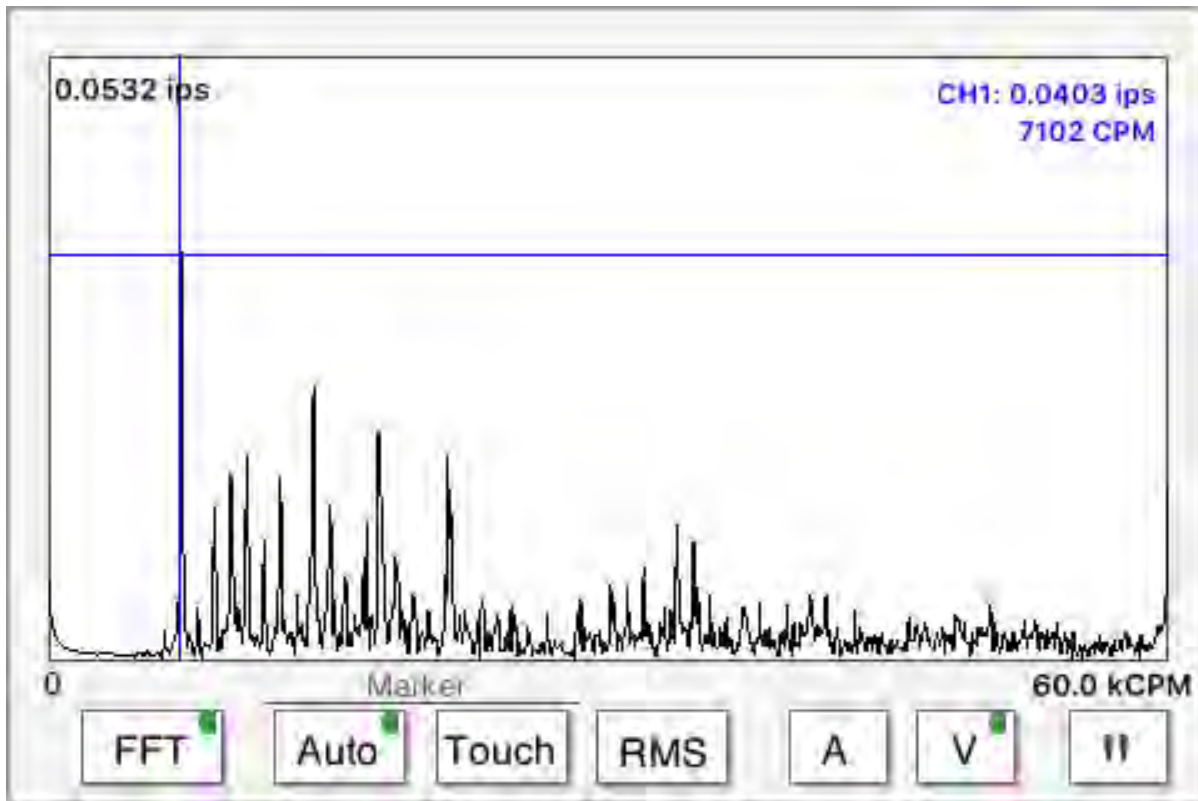 0.0532 ips
CH1: 0.0403 ips
7102 CPM
0
Marker
60.0 kCPM
FFT
Auto
Touch
RMS
A
V
"